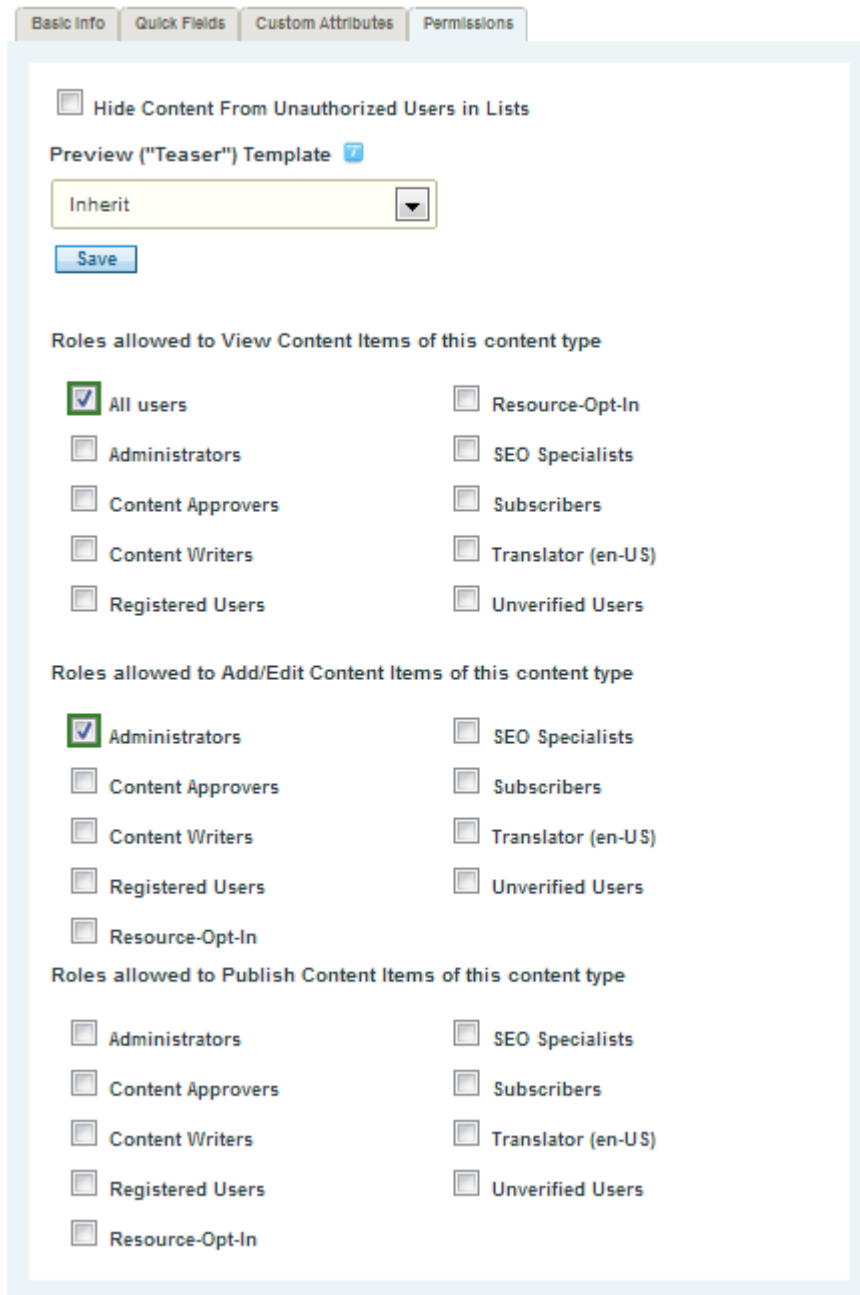 Basic Info Quick Fields Custom Attributes Permissions
Hide Content From Unauthorized Users in Lists
Preview ("Teaser") Template
Inherit
Save
Roles allowed to View Content Items of this content type
All users Resource-Opt-In
Administrators SEO Specialists
Content Approvers Subscribers
Content Writers Translator (en-US)
Registered Users Unverified Users
Roles allowed to Add/Edit Content Items of this content type
Administrators SEO Specialists
Content Approvers Subscribers
Content Writers Translator (en-US)
Registered Users Unverified Users
Resource-Opt-In
Roles allowed to Publish Content Items of this content type
Administrators SEO Specialists
Content Approvers Subscribers
Content Writers Translator (en-US)
Registered Users Unverified Users
Resource-Opt-In